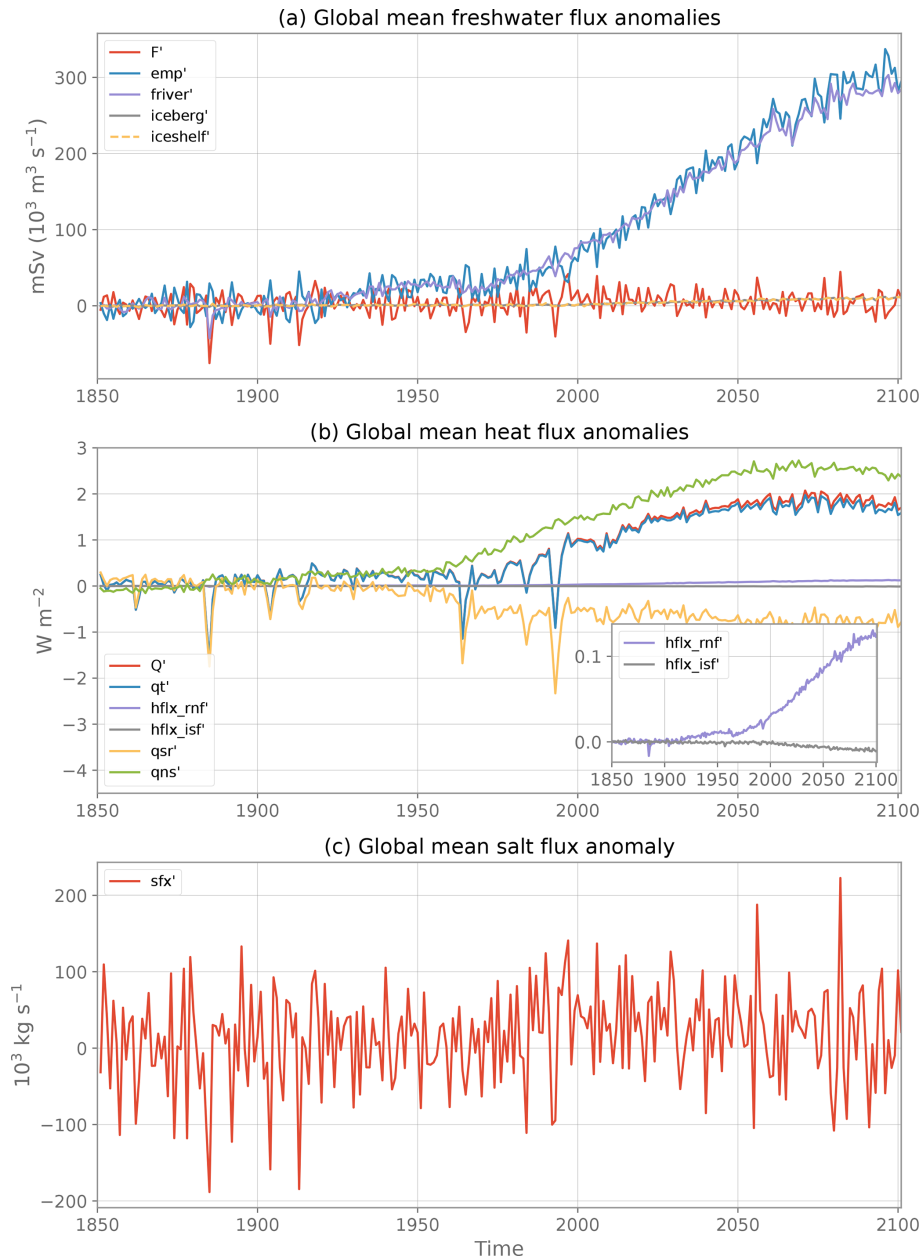 (a) Global mean freshwater flux anomalies
mSv (10³ m³ s⁻¹)
300
200
100
0
F'
emp'
friver'
iceberg'
iceshelf'
1850 1900 1950 2000 2050 2100
(b) Global mean heat flux anomalies
W m⁻²
3
2
1
0
−1
−2
−3
−4
Q'
qt'
hflx_rnf'
hflx_isf'
qsr'
qns'
hflx_rnf'
hflx_isf'
0.1
0.0
1850 1900 1950 2000 2050 2100
1850 1900 1950 2000 2050 2100
(c) Global mean salt flux anomaly
10³ kg s⁻¹
sfx'
200
100
0
−100
−200
1850 1900 1950 2000 2050 2100
Time